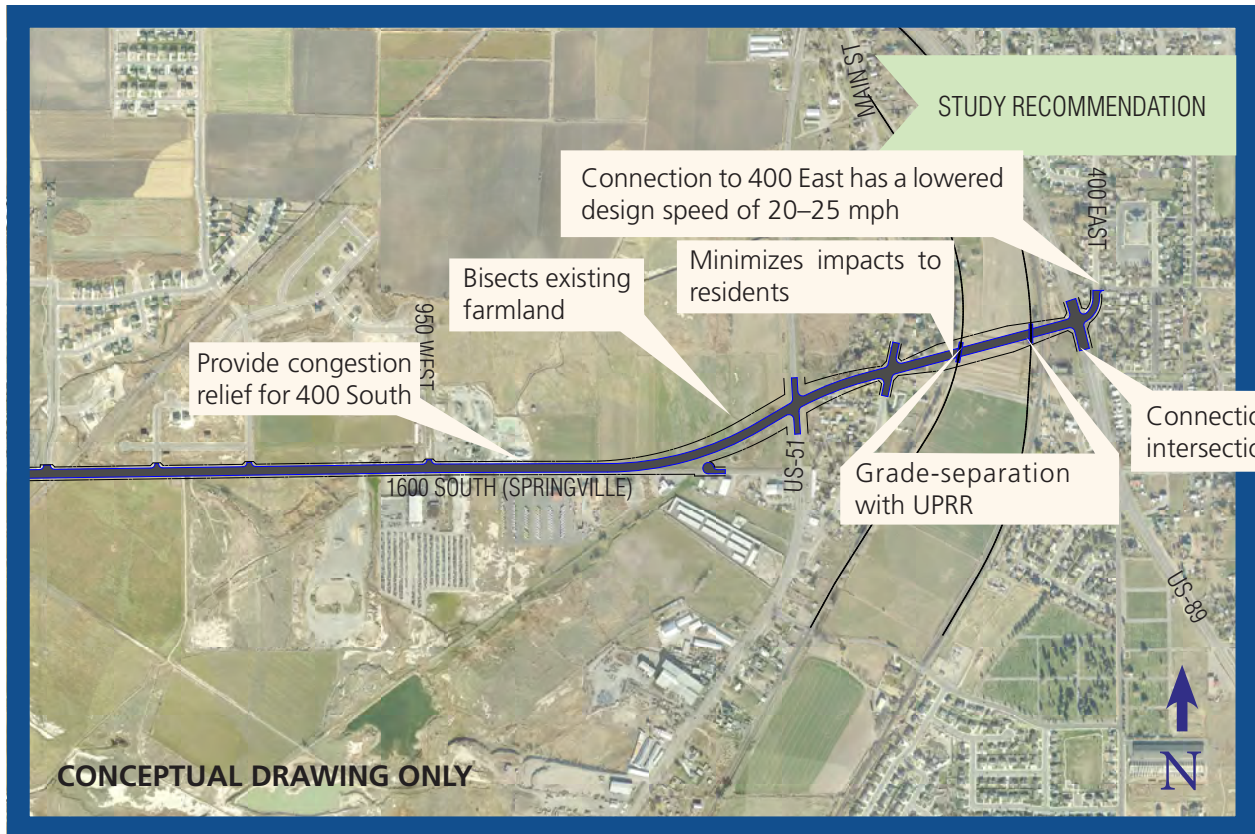 MAIN ST
STUDY RECOMMENDATION
Connection to 400 East has a lowered
design speed of 20–25 mph
400 EAST
Minimizes impacts to
residents
Bisects existing
farmland
950 WEST
Provide congestion
relief for 400 South
1600 SOUTH (SPRINGVILLE)
US-51
Grade-separation
with UPRR
Connectio
intersectio
US-89
N
CONCEPTUAL DRAWING ONLY